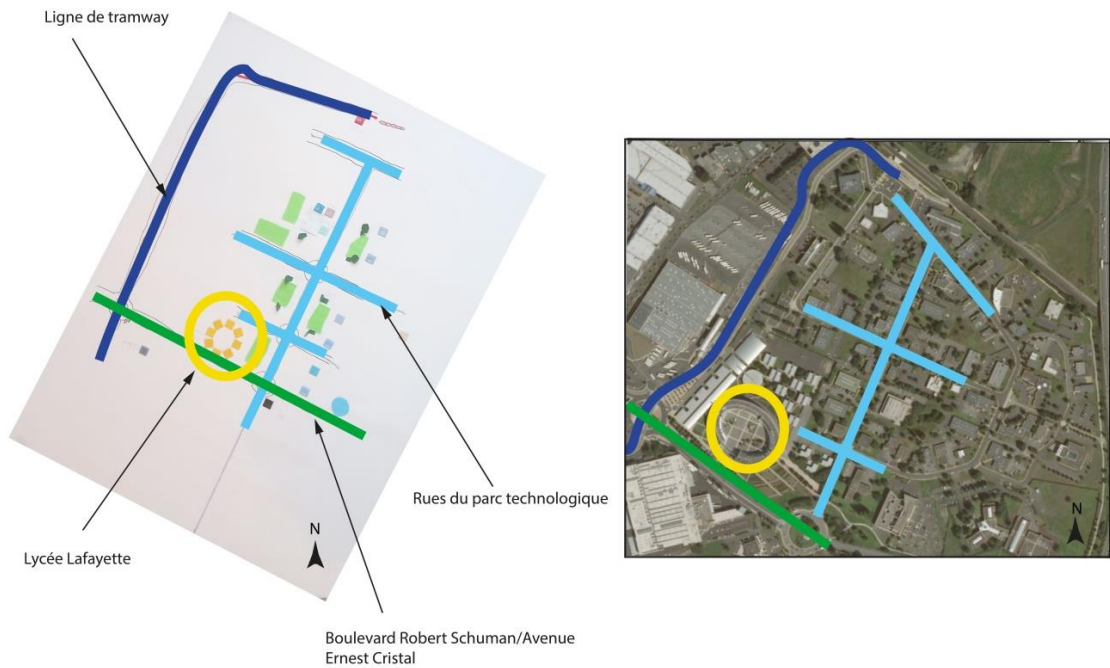 Ligne de tramway
Rues du parc technologique
N
Lycée Lafayette
Boulevard Robert Schuman/Avenue
Ernest Cristal
N